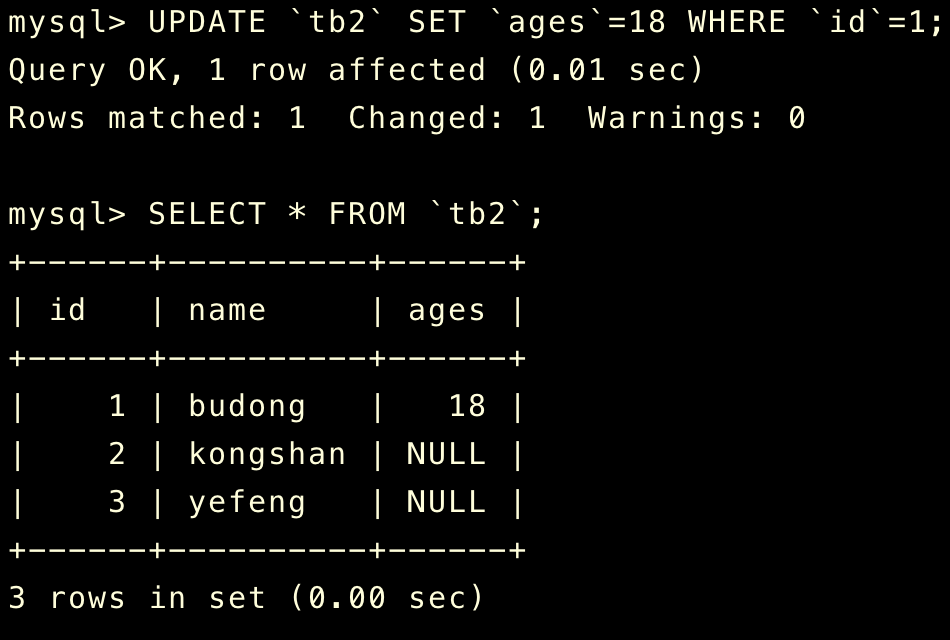 mysql> UPDATE `tb2` SET `ages`=18 WHERE `id`=1;
Query OK, 1 row affected (0.01 sec)
Rows matched: 1  Changed: 1  Warnings: 0

mysql> SELECT * FROM `tb2`;
+------+----------+------+
| id   | name     | ages |
+------+----------+------+
|    1 | budong   |   18 |
|    2 | kongshan | NULL |
|    3 | yefeng   | NULL |
+------+----------+------+
3 rows in set (0.00 sec)